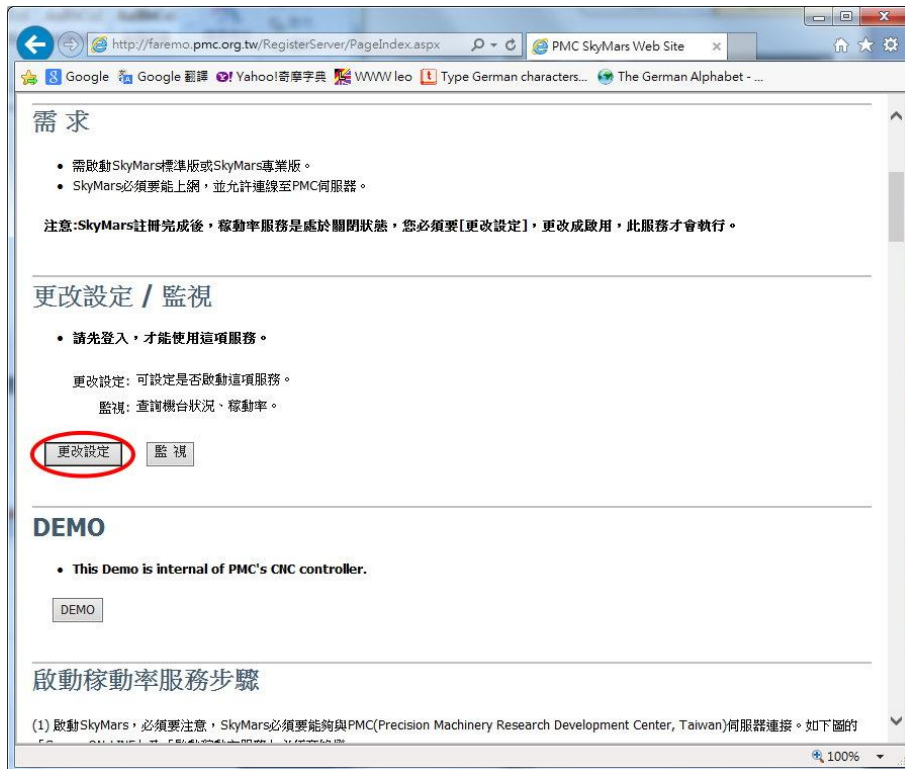 http://faremo.pmc.org.tw/RegisterServer/PageIndex.aspx
PMC SkyMars Web Site
Google
Google 翻譯
Yahoo!奇摩字典
WWW leo
Type German characters...
The German Alphabet - ...
需 求
• 需啟動SkyMars標準版或SkyMars專業版。
• SkyMars必須要能上網，並允許連線至PMC伺服器。
注意:SkyMars註冊完成後，稼動率服務是處於關閉狀態，您必須要[更改設定]，更改成啟用，此服務才會執行。
更改設定 / 監視
• 請先登入，才能使用這項服務。
更改設定: 可設定是否啟動這項服務。
監視: 查詢機台狀況、稼動率。
更改設定
監 視
DEMO
• This Demo is internal of PMC's CNC controller.
DEMO
啟動稼動率服務步驟
(1) 啟動SkyMars，必須要注意，SkyMars必須要能夠與PMC(Precision Machinery Research Development Center, Taiwan)伺服器連接。如下圖的
100%